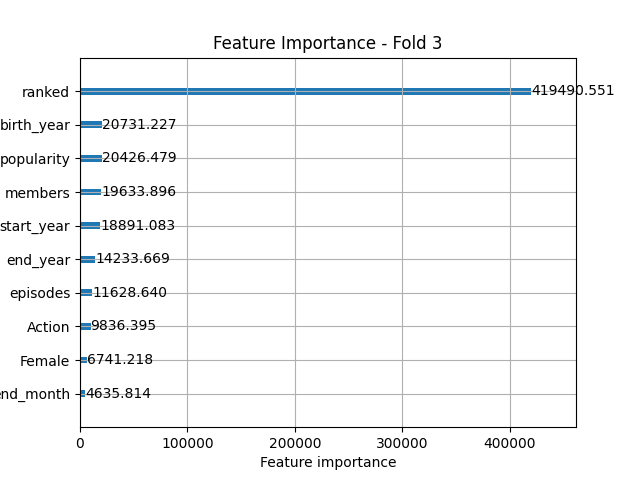 Feature Importance - Fold 3
ranked 419490.551
birth_year 20731.227
popularity 20426.479
members 19633.896
start_year 18891.083
end_year 14233.669
episodes 11628.640
Action 9836.395
Female 6741.218
end_month 4635.814
0 100000 200000 300000 400000
Feature importance